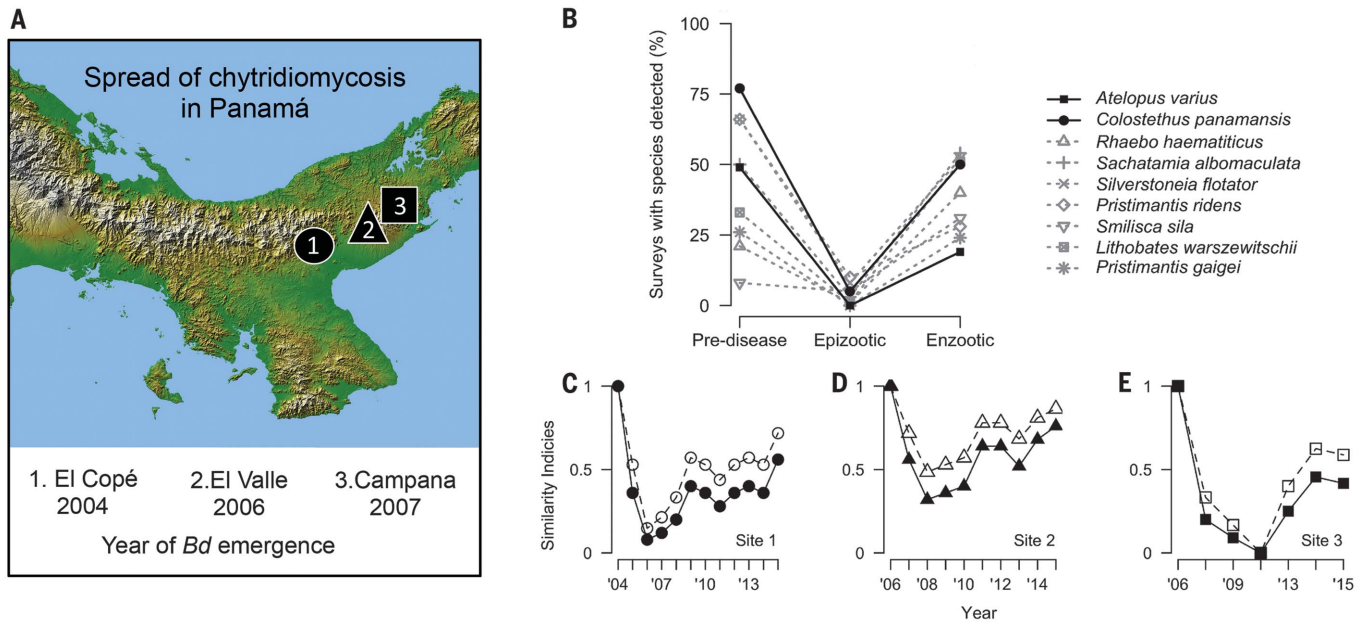 A
Spread of chytridiomycosis
in Panamá
1
2
3
1. El Copé
2004
2.El Valle
2006
3.Campana
2007
Year of Bd emergence
B
Surveys with species detected (%)
100
75
50
25
0
Pre-disease
Epizootic
Enzootic
Atelopus varius
Colostethus panamansis
Rhaebo haematiticus
Sachatamia albomaculata
Silverstoneia flotator
Pristimantis ridens
Smilisca sila
Lithobates warszewitschii
Pristimantis gaigei
C
Similarity Indicies
1
0.5
0
Site 1
'04
'07
'10
'13
D
1
0.5
0
Site 2
'06
'08
'10
'12
'14
Year
E
1
0.5
0
Site 3
'06
'09
'13
'15